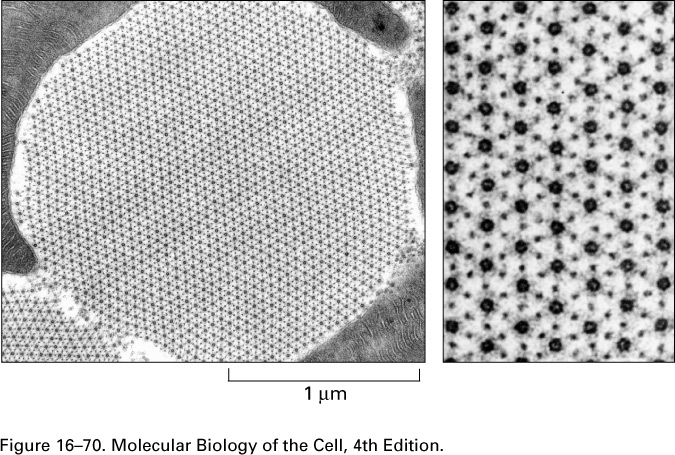 1 μm
Figure 16–70. Molecular Biology of the Cell, 4th Edition.